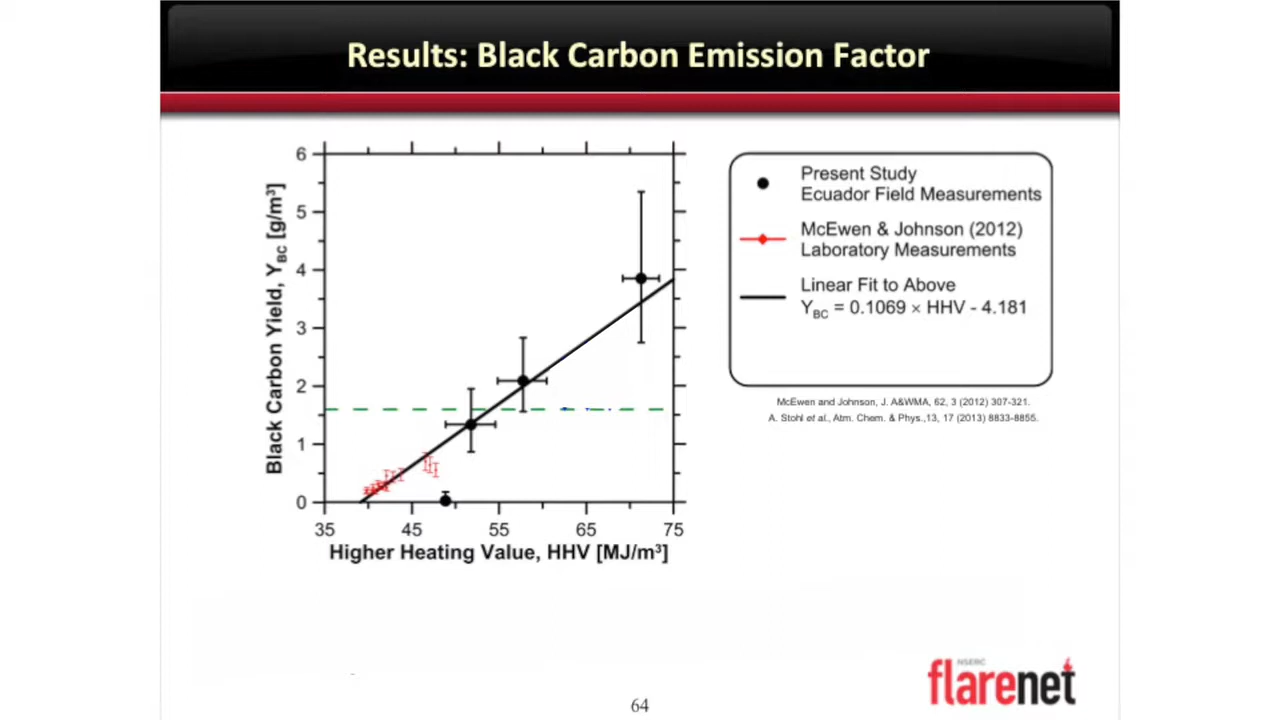 Results: Black Carbon Emission Factor
6
5
4
3
2
1
0
Black Carbon Yield, Y_BC [g/m³]
35 45 55 65 75
Higher Heating Value, HHV [MJ/m³]
Present Study
Ecuador Field Measurements
McEwen & Johnson (2012)
Laboratory Measurements
Linear Fit to Above
Y_BC = 0.1069 × HHV - 4.181
McEwen and Johnson, J. A&WMA, 62, 3 (2012) 307-321.
A. Stohl et al., Atm. Chem. & Phys.,13, 17 (2013) 8833-8855.
NSERC
flarenet
64